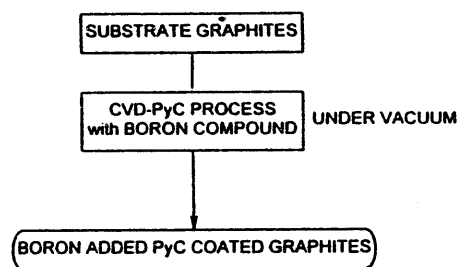 SUBSTRATE GRAPHITES
CVD-PyC PROCESS
with BORON COMPOUND
UNDER VACUUM
BORON ADDED PyC COATED GRAPHITES